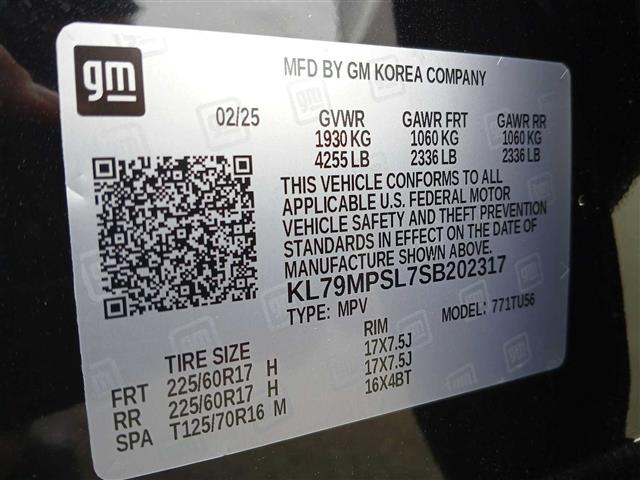 gm
MFD BY GM KOREA COMPANY
02/25 GVWR GAWR FRT GAWR RR
1930 KG 1060 KG 1060 KG
4255 LB 2336 LB 2336 LB
THIS VEHICLE CONFORMS TO ALL
APPLICABLE U.S. FEDERAL MOTOR
VEHICLE SAFETY AND THEFT PREVENTION
STANDARDS IN EFFECT ON THE DATE OF
MANUFACTURE SHOWN ABOVE.
KL79MPSL7SB202317
TYPE: MPV MODEL: 771TU56
TIRE SIZE RIM
FRT 225/60R17 H 17X7.5J
RR 225/60R17 H 17X7.5J
SPA T125/70R16 M 16X4BT